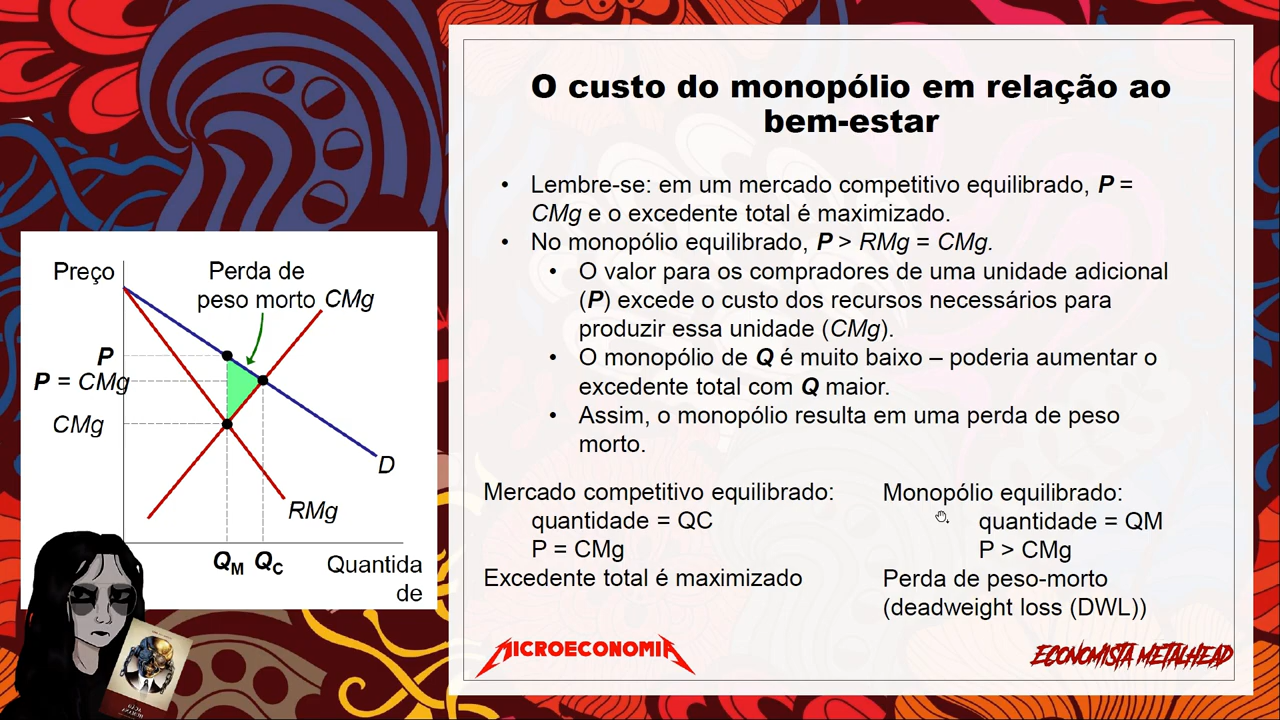 O custo do monopólio em relação ao
bem-estar
• Lembre-se: em um mercado competitivo equilibrado, P =
CMg e o excedente total é maximizado.
• No monopólio equilibrado, P > RMg = CMg.
• O valor para os compradores de uma unidade adicional
(P) excede o custo dos recursos necessários para
produzir essa unidade (CMg).
• O monopólio de Q é muito baixo – poderia aumentar o
excedente total com Q maior.
• Assim, o monopólio resulta em uma perda de peso
morto.
Mercado competitivo equilibrado:
quantidade = QC
P = CMg
Excedente total é maximizado
Monopólio equilibrado:
quantidade = QM
P > CMg
Perda de peso-morto
(deadweight loss (DWL))
Preço
Perda de
peso morto
CMg
P
P = CMg
CMg
D
RMg
QM
QC
Quantida
de
MICROECONOMIA
ECONOMISTA METALHEAD